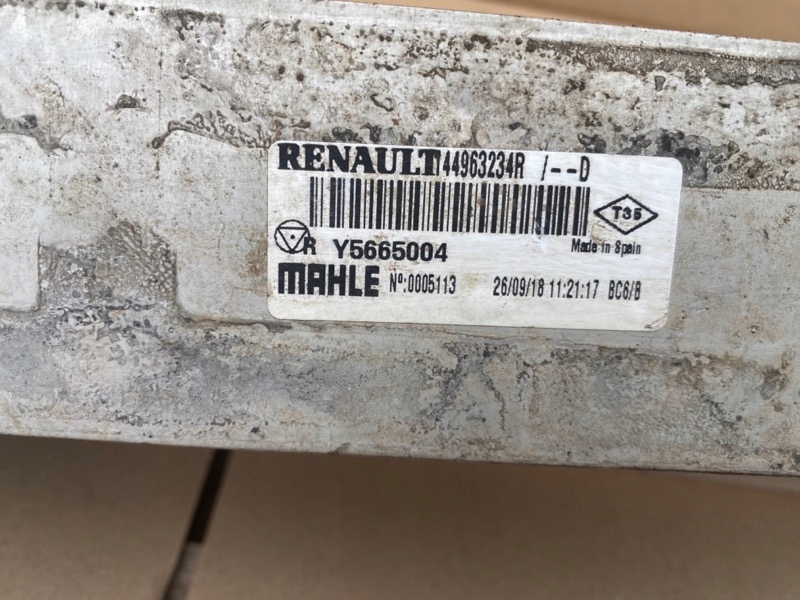 RENAULT 44963234R /--D
T35
R Y5665004 Made in Spain
MAHLE Nº:0005113 26/09/18 11:21:17 BC6/B